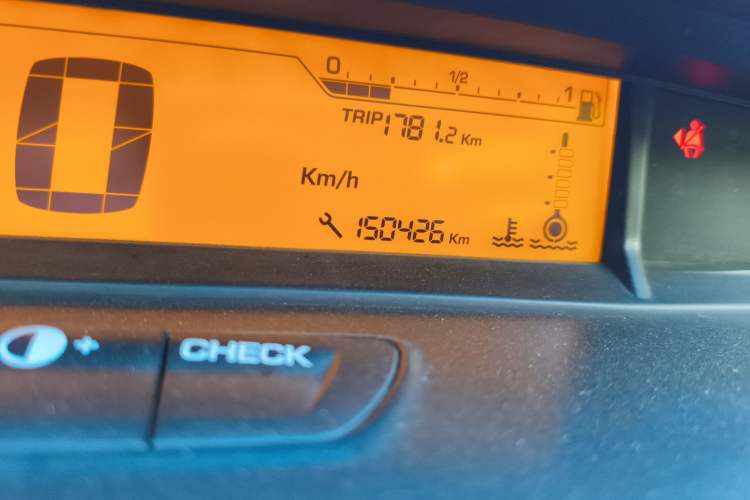 0 1/2 1
TRIP 1781.2 Km
0
Km/h
150426 Km
+
CHECK